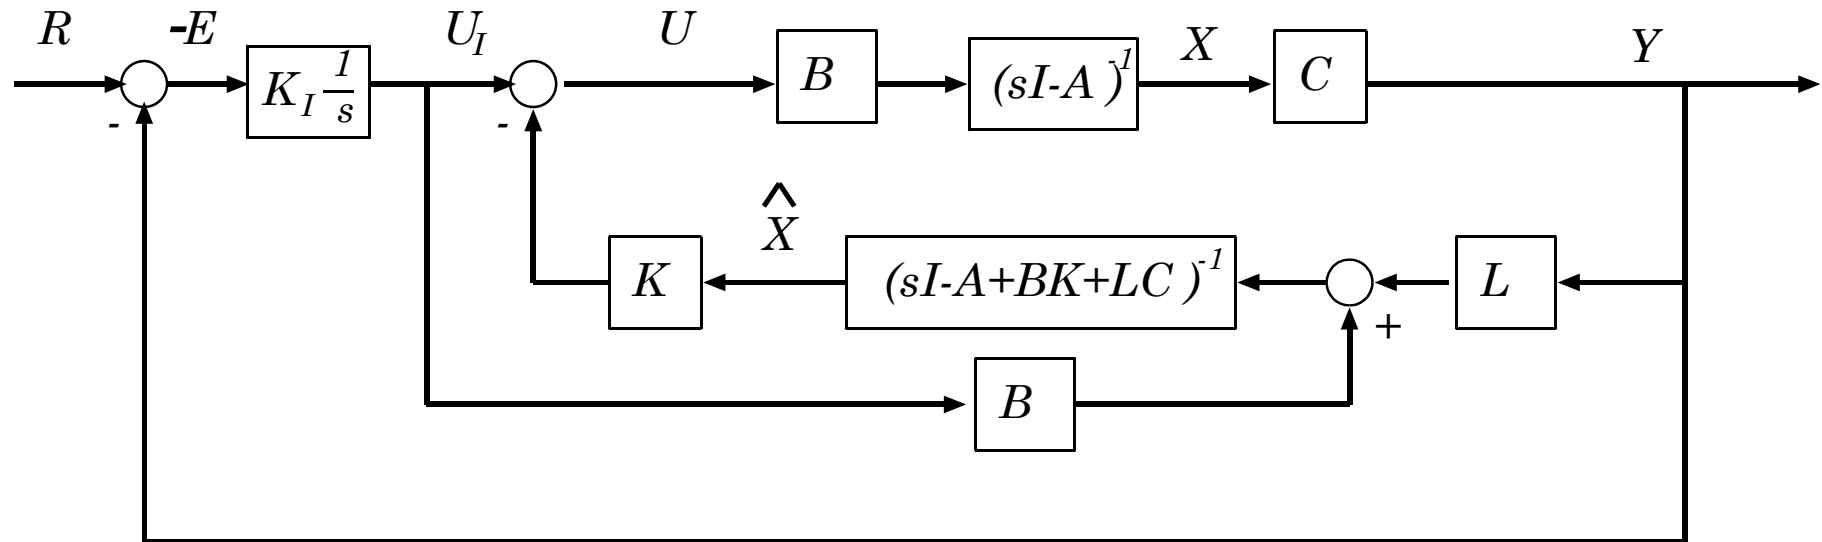 R
-E
U_I
U
X
Y
K_I 1/s
B
(sI-A)^-1
C
-
-
^X
K
(sI-A+BK+LC)^-1
L
+
B